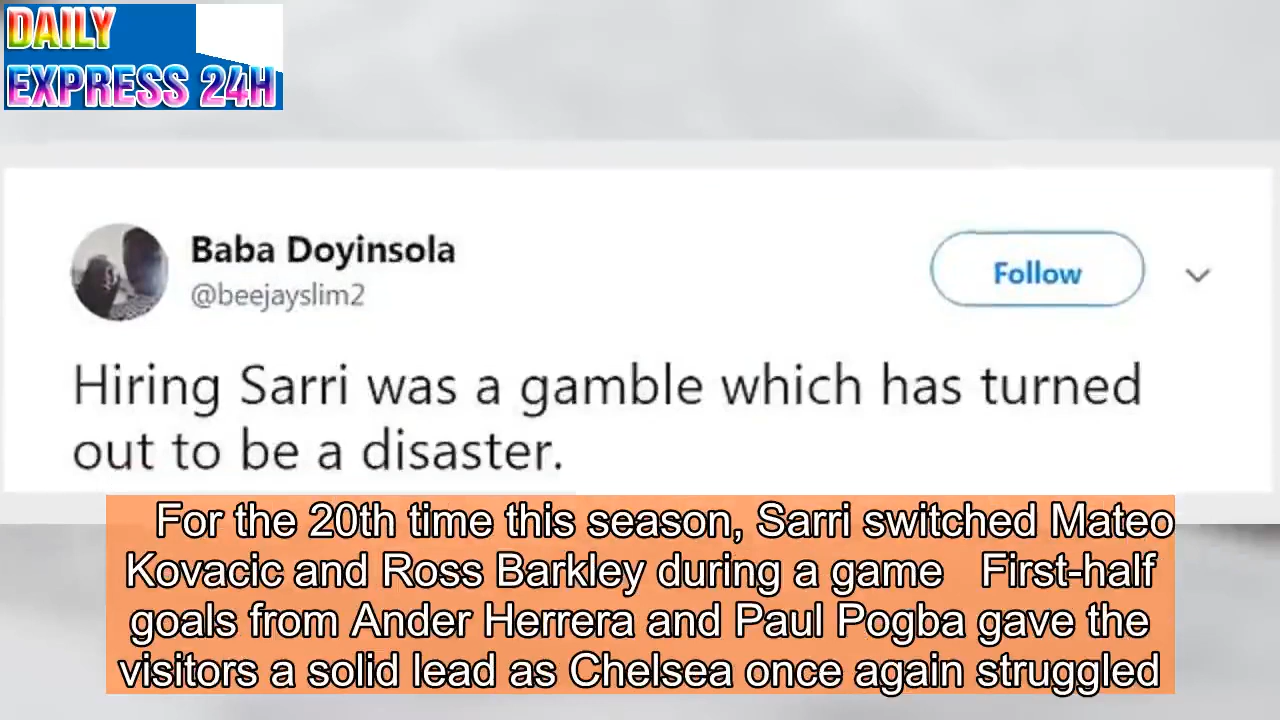 DAILY
EXPRESS 24H
Baba Doyinsola
@beejayslim2
Follow
Hiring Sarri was a gamble which has turned
out to be a disaster.
For the 20th time this season, Sarri switched Mateo
Kovacic and Ross Barkley during a game First-half
goals from Ander Herrera and Paul Pogba gave the
visitors a solid lead as Chelsea once again struggled